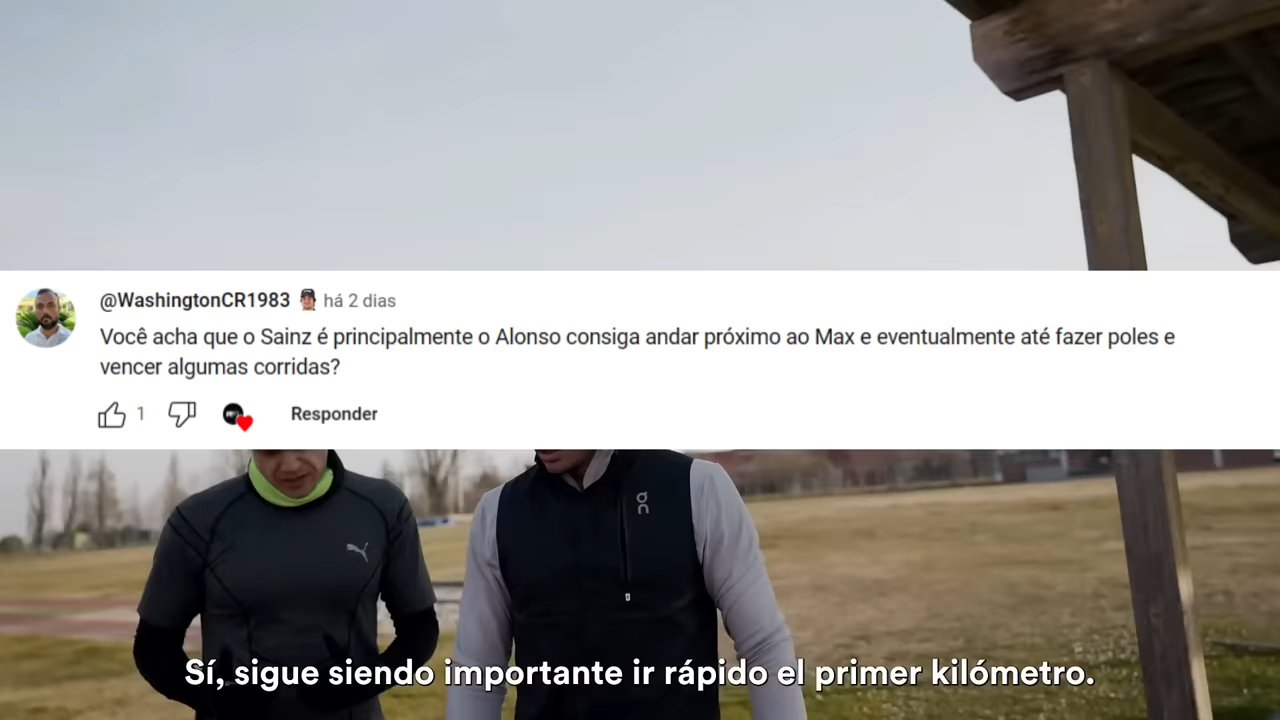 @WashingtonCR1983 há 2 dias
Você acha que o Sainz é principalmente o Alonso consiga andar próximo ao Max e eventualmente até fazer poles e
vencer algumas corridas?
1 Responder
on
Sí, sigue siendo importante ir rápido el primer kilómetro.